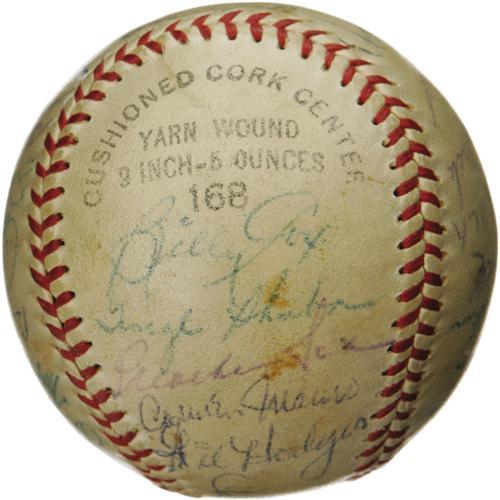 CUSHIONED CORK CENTER
YARN WOUND
9 INCH-5 OUNCES
168
Billy Cox
George Shuba
Preacher Roe
Gil Hodges